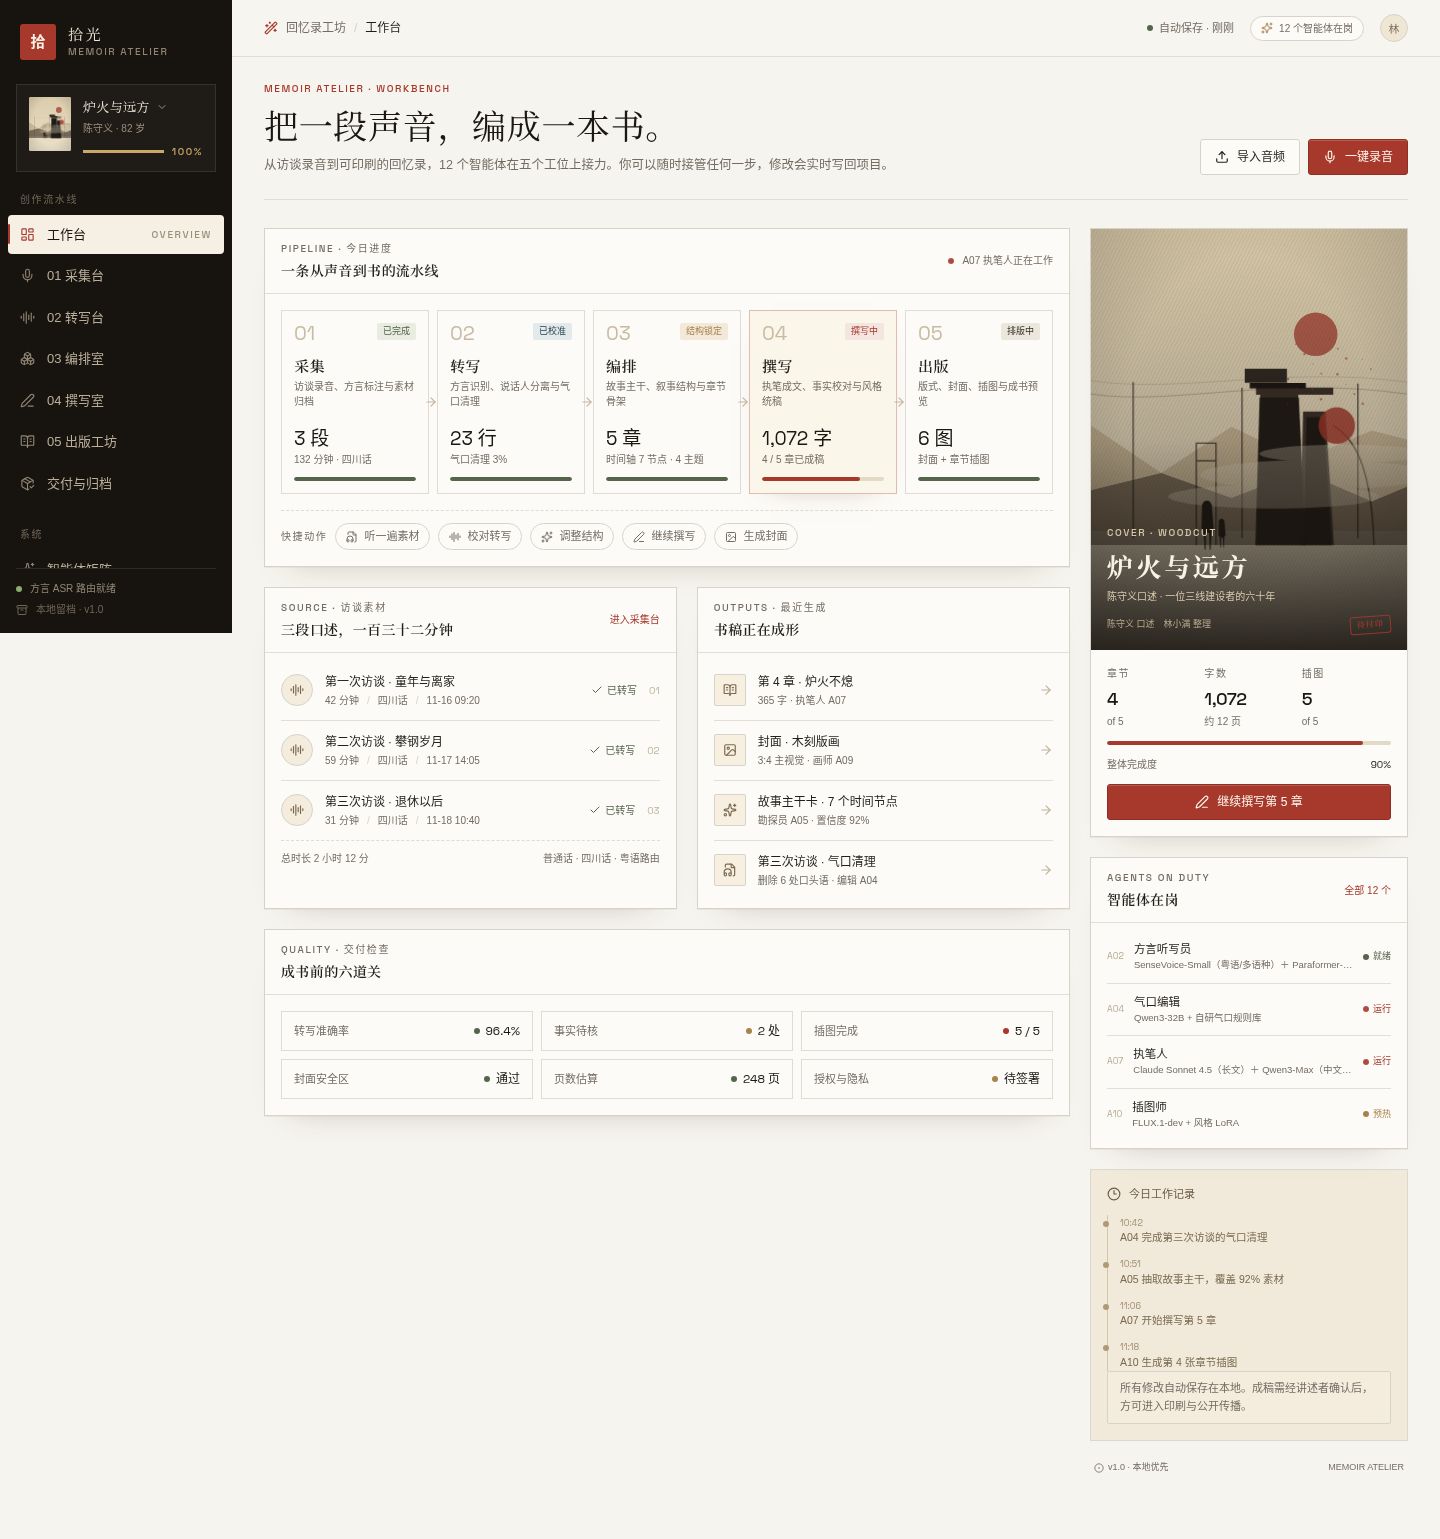 拾
拾光
MEMOIR ATELIER
炉火与远方
陈守义 · 82 岁
100%
创作流水线
工作台
OVERVIEW
01 采集台
02 转写台
03 编排室
04 撰写室
05 出版工坊
交付与归档
系统
方言 ASR 路由就绪
本地留档 · v1.0
回忆录工坊 / 工作台
自动保存 · 刚刚
12 个智能体在岗
林
MEMOIR ATELIER · WORKBENCH
把一段声音，编成一本书。
从访谈录音到可印刷的回忆录，12 个智能体在五个工位上接力。你可以随时接管任何一步，修改会实时写回项目。
导入音频
一键录音
PIPELINE · 今日进度
一条从声音到书的流水线
A07 执笔人正在工作
01
已完成
采集
访谈录音、方言标注与素材
归档
3 段
132 分钟 · 四川话
02
已校准
转写
方言识别、说话人分离与气
口清理
23 行
气口清理 3%
03
结构锁定
编排
故事主干、叙事结构与章节
骨架
5 章
时间轴 7 节点 · 4 主题
04
撰写中
撰写
执笔成文、事实校对与风格
统稿
1,072 字
4 / 5 章已成稿
05
排版中
出版
版式、封面、插图与成书预
览
6 图
封面 + 章节插图
快捷动作
听一遍素材
校对转写
调整结构
继续撰写
生成封面
SOURCE · 访谈素材
三段口述，一百三十二分钟
进入采集台
第一次访谈 · 童年与离家
42 分钟 / 四川话 / 11-16 09:20
已转写 01
第二次访谈 · 攀钢岁月
59 分钟 / 四川话 / 11-17 14:05
已转写 02
第三次访谈 · 退休以后
31 分钟 / 四川话 / 11-18 10:40
已转写 03
总时长 2 小时 12 分
普通话 · 四川话 · 粤语路由
OUTPUTS · 最近生成
书稿正在成形
第 4 章 · 炉火不熄
365 字 · 执笔人 A07
封面 · 木刻版画
3:4 主视觉 · 画师 A09
故事主干卡 · 7 个时间节点
勘探员 A05 · 置信度 92%
第三次访谈 · 气口清理
删除 6 处口头语 · 编辑 A04
QUALITY · 交付检查
成书前的六道关
转写准确率
96.4%
事实待核
2 处
插图完成
5 / 5
封面安全区
通过
页数估算
248 页
授权与隐私
待签署
COVER · WOODCUT
炉火与远方
陈守义口述 · 一位三线建设者的六十年
陈守义 口述 林小满 整理
待付印
章节
4
of 5
字数
1,072
约 12 页
插图
5
of 5
整体完成度
90%
继续撰写第 5 章
AGENTS ON DUTY
智能体在岗
全部 12 个
A02
方言听写员
SenseVoice-Small（粤语/多语种）＋ Paraformer-…
就绪
A04
气口编辑
Qwen3-32B + 自研气口规则库
运行
A07
执笔人
Claude Sonnet 4.5（长文）＋ Qwen3-Max（中文…
运行
A10
插图师
FLUX.1-dev + 风格 LoRA
预热
今日工作记录
10:42
A04 完成第三次访谈的气口清理
10:51
A05 抽取故事主干，覆盖 92% 素材
11:06
A07 开始撰写第 5 章
11:18
A10 生成第 4 张章节插图
所有修改自动保存在本地。成稿需经讲述者确认后，
方可进入印刷与公开传播。
v1.0 · 本地优先
MEMOIR ATELIER